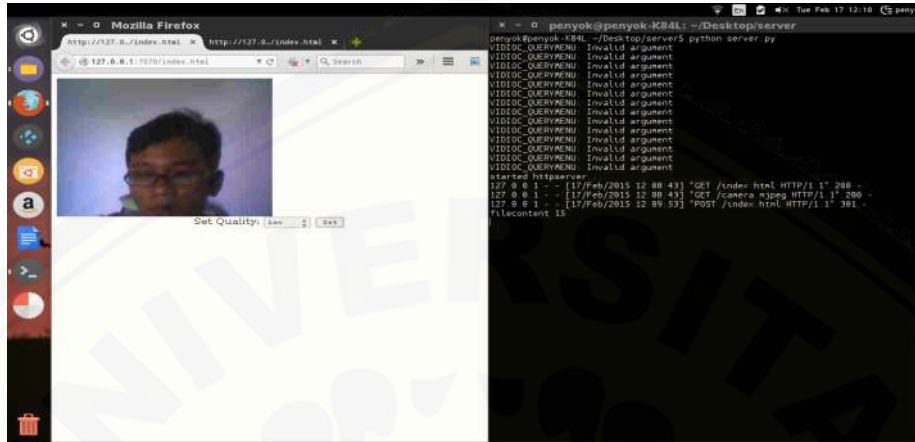 En Tue Feb 17 12:10
Mozilla Firefox
http://127.0../index.html × http://127.0../index.html ×
127.0.0.1:7070/index.html Search
Set Quality: Low Set
penyok@penyok-K84L: ~/Desktop/server
penyok@penyok-K84L:~/Desktop/server$ python server.py
VIDIOC_QUERYMENU: Invalid argument
VIDIOC_QUERYMENU: Invalid argument
VIDIOC_QUERYMENU: Invalid argument
VIDIOC_QUERYMENU: Invalid argument
VIDIOC_QUERYMENU: Invalid argument
VIDIOC_QUERYMENU: Invalid argument
VIDIOC_QUERYMENU: Invalid argument
VIDIOC_QUERYMENU: Invalid argument
VIDIOC_QUERYMENU: Invalid argument
VIDIOC_QUERYMENU: Invalid argument
VIDIOC_QUERYMENU: Invalid argument
VIDIOC_QUERYMENU: Invalid argument
VIDIOC_QUERYMENU: Invalid argument
VIDIOC_QUERYMENU: Invalid argument
started httpserver
127.0.0.1 - - [17/Feb/2015 12:08:43] "GET /index.html HTTP/1.1" 200 -
127.0.0.1 - - [17/Feb/2015 12:08:43] "GET /camera.mjpeg HTTP/1.1" 200 -
127.0.0.1 - - [17/Feb/2015 12:09:53] "POST /index.html HTTP/1.1" 301 -
filecontent 15
UNIVERSITA